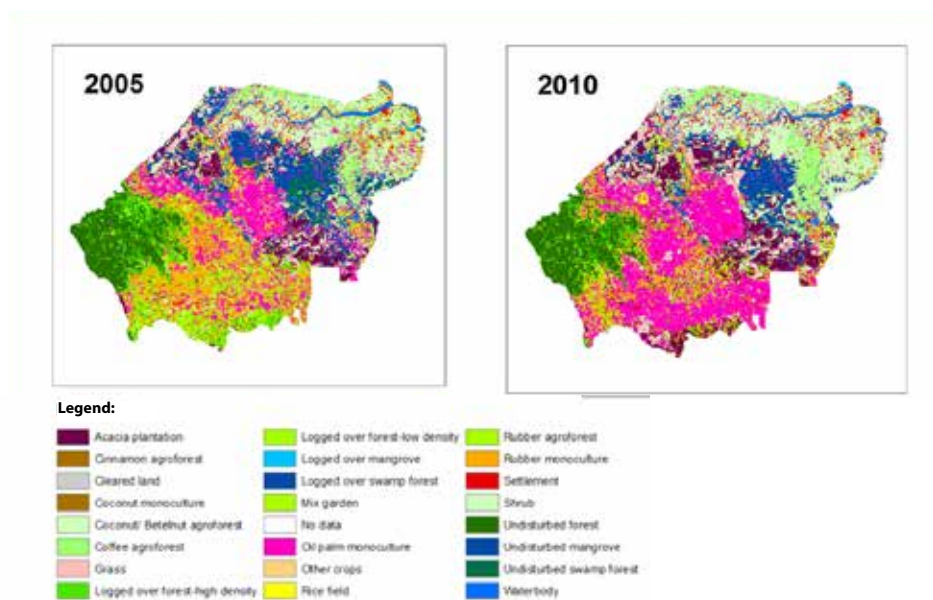 2005
2010
Legend:
Acacia plantation
Cinnamon agroforest
Cleared land
Coconut monoculture
Coconut/ Betelnut agroforest
Coffee agroforest
Grass
Logged over forest-high density
Logged over forest-low density
Logged over mangrove
Logged over swamp forest
Mix garden
No data
Oil palm monoculture
Other crops
Rice field
Rubber agroforest
Rubber monoculture
Settlement
Shrub
Undisturbed forest
Undisturbed mangrove
Undisturbed swamp forest
Waterbody